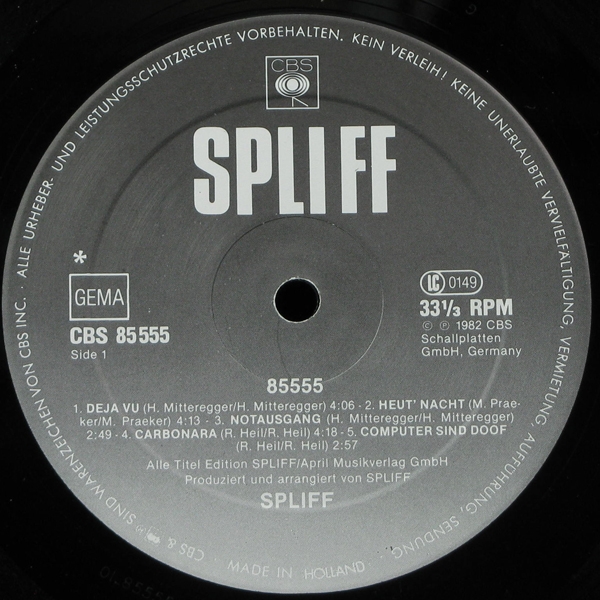 · ALLE URHEBER- UND LEISTUNGSSCHUTZRECHTE VORBEHALTEN. KEIN VERLEIH! KEINE UNERLAUBTE VERVIELFÄLTIGUNG, VERMIETUNG, AUFFÜHRUNG, SENDUNG.
CBS
SPLIFF
*
GEMA
CBS 85555
Side 1
LC 0149
33 1/3 RPM
© ℗ 1982 CBS
Schallplatten
GmbH, Germany
85555
1. DEJA VU (H. Mitteregger/H. Mitteregger) 4:06 - 2. HEUT' NACHT (M. Prae-
ker/M. Praeker) 4:13 - 3. NOTAUSGANG (H. Mitteregger/H. Mitteregger)
2:49 - 4. CARBONARA (R. Heil/R. Heil) 4:18 - 5. COMPUTER SIND DOOF
(R. Heil/R. Heil) 2:57
Alle Titel Edition SPLIFF/April Musikverlag GmbH
Produziert und arrangiert von SPLIFF
SPLIFF
· CBS & SIND WARENZEICHEN VON CBS INC.
MADE IN HOLLAND